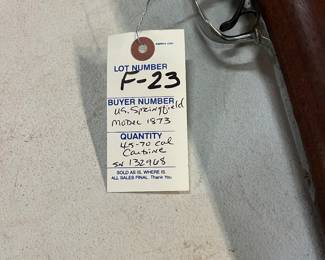 LOT NUMBER
F-23
BUYER NUMBER
U.S. Springfield
Model 1873
QUANTITY
45-70 cal
Carbine
SN 132968
SOLD AS IS, WHERE IS.
ALL SALES FINAL. Thank You.